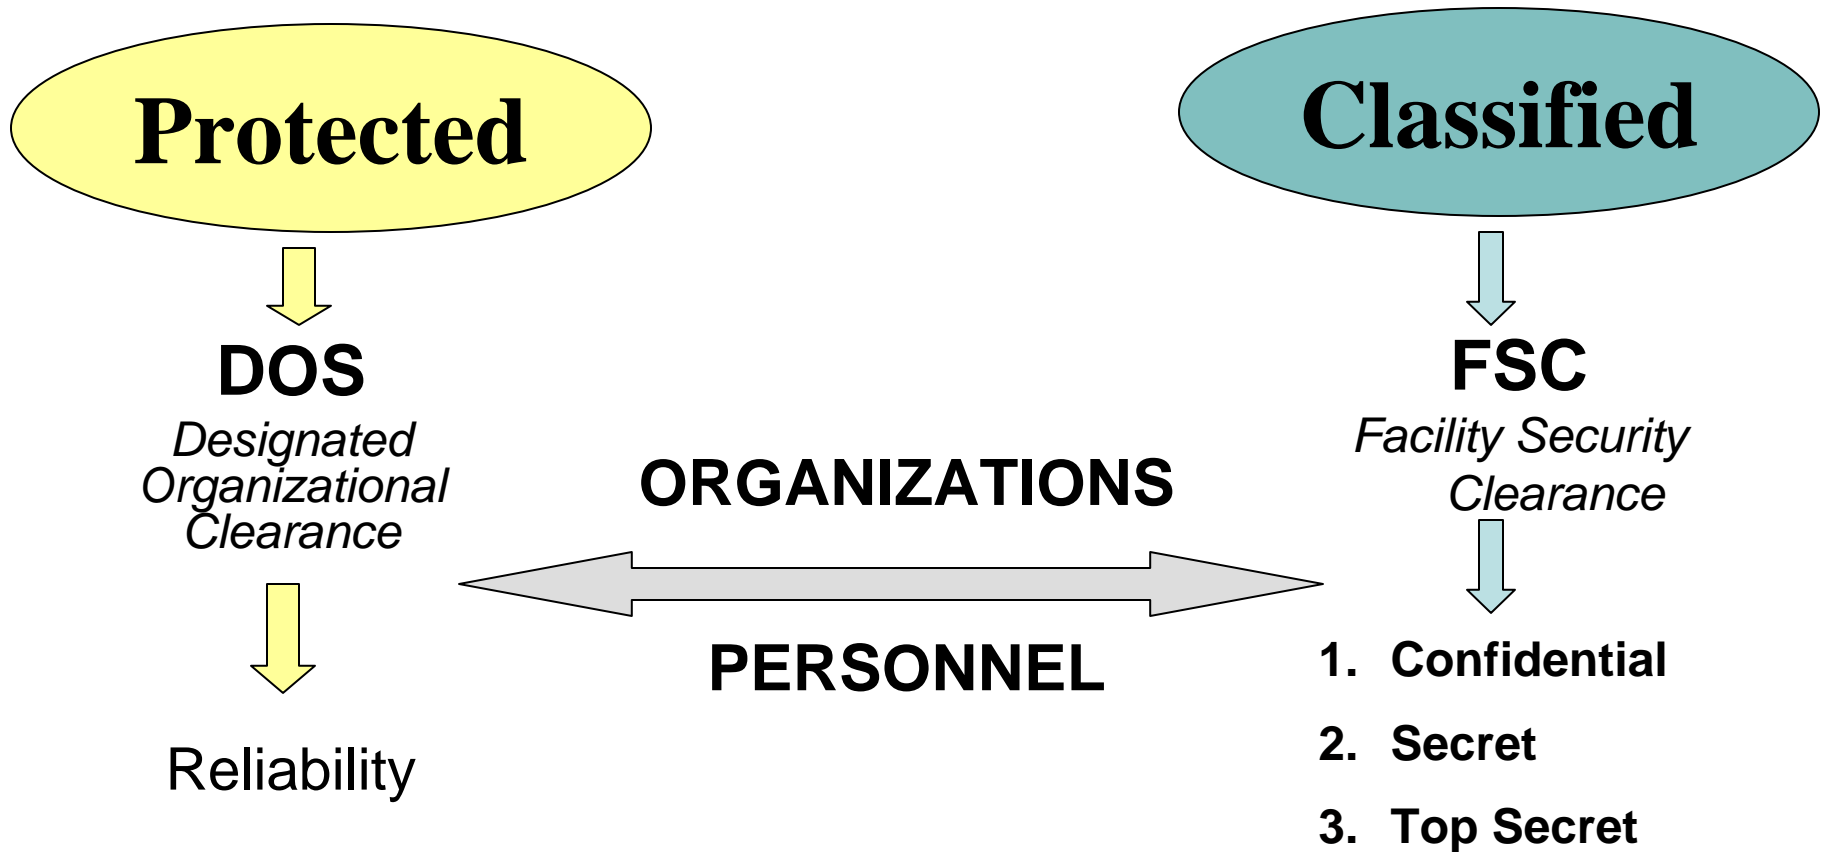 Protected
DOS
Designated
Organizational
Clearance
Reliability
ORGANIZATIONS
PERSONNEL
Classified
FSC
Facility Security
Clearance
1. Confidential
2. Secret
3. Top Secret